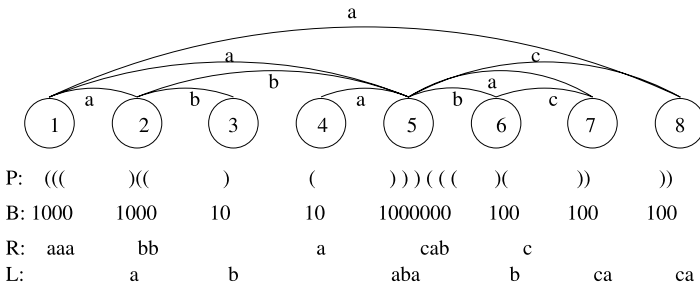 a
a c
b a
a b a b c
1 2 3 4 5 6 7 8
P: ((( )(( ) ( ) ) ) ( ( ( )( )) ))
B: 1000 1000 10 10 1000000 100 100 100
R: aaa bb a cab c
L: a b aba b ca ca